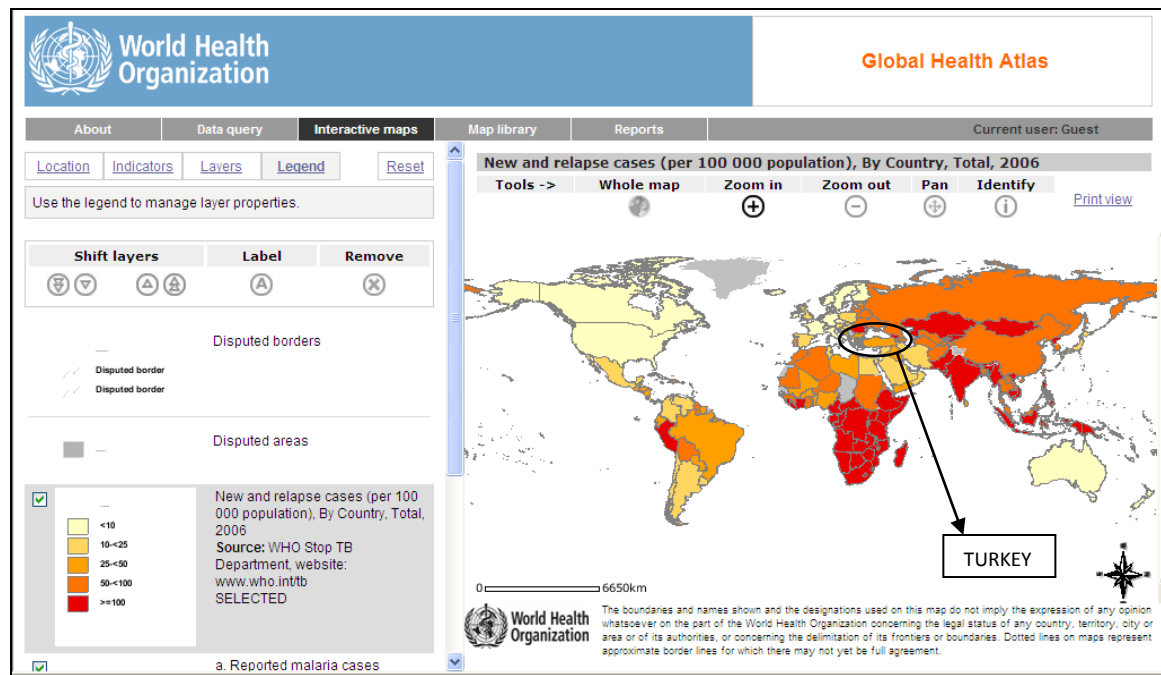 World Health
Organization
Global Health Atlas
About Data query Interactive maps Map library Reports Current user: Guest
Location Indicators Layers Legend Reset
Use the legend to manage layer properties.
Shift layers Label Remove
A A
Disputed borders
Disputed border
Disputed border
Disputed areas
New and relapse cases (per 100
000 population), By Country, Total,
2006
Source: WHO Stop TB
Department, website:
www.who.int/tb
SELECTED
<10
10-<25
25-<50
50-<100
>=100
a. Reported malaria cases
New and relapse cases (per 100 000 population), By Country, Total, 2006
Tools -> Whole map Zoom in Zoom out Pan Identify
Print view
TURKEY
0 6650km
World Health
Organization
The boundaries and names shown and the designations used on this map do not imply the expression of any opinion
whatsoever on the part of the World Health Organization concerning the legal status of any country, territory, city or
area or of its authorities, or concerning the delimitation of its frontiers or boundaries. Dotted lines on maps represent
approximate border lines for which there may not yet be full agreement.